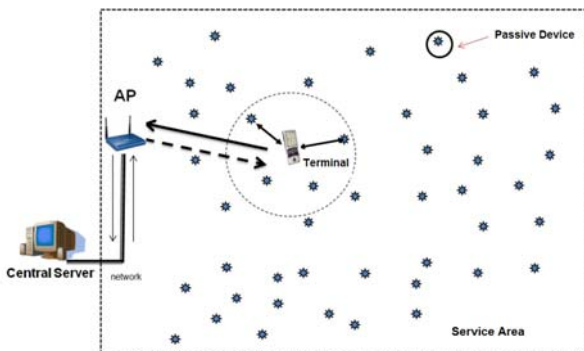 Passive Device
AP
Terminal
Central Server
network
Service Area